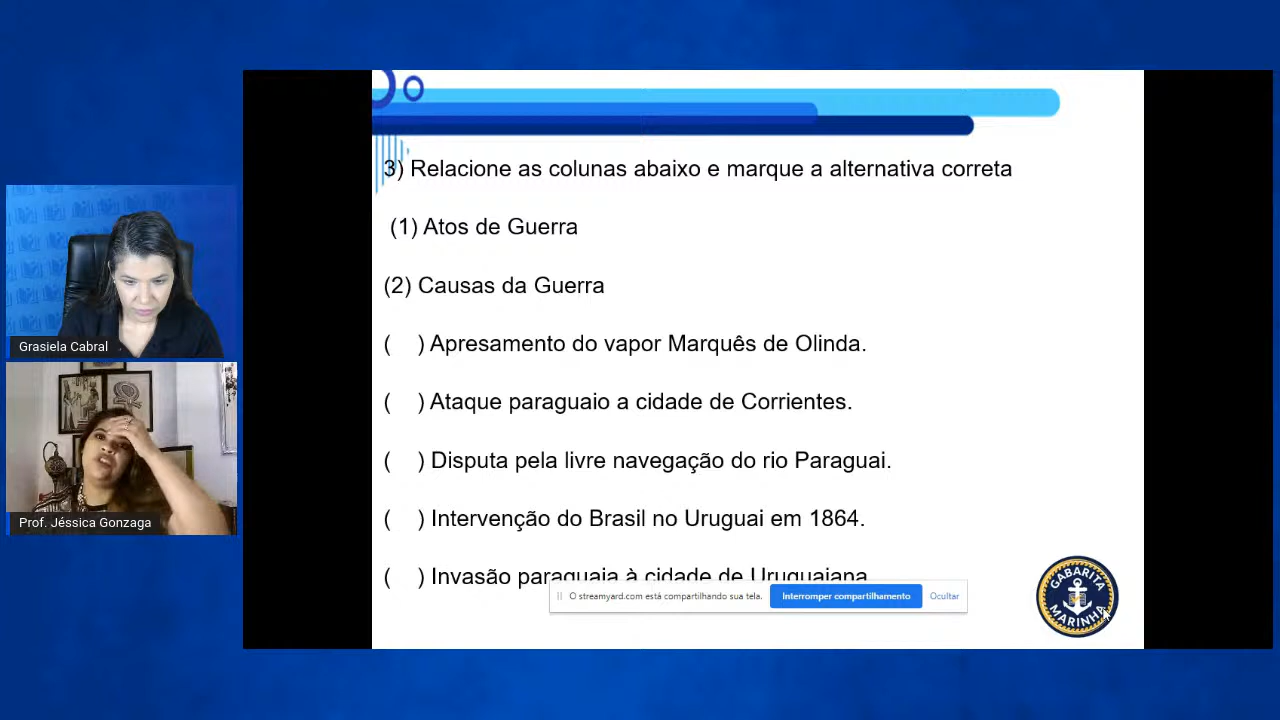 3) Relacione as colunas abaixo e marque a alternativa correta
(1) Atos de Guerra
(2) Causas da Guerra
( ) Apresamento do vapor Marquês de Olinda.
( ) Ataque paraguaio a cidade de Corrientes.
( ) Disputa pela livre navegação do rio Paraguai.
( ) Intervenção do Brasil no Uruguai em 1864.
( ) Invasão paraguaia à cidade de Uruguaiana
O streamyard.com está compartilhando sua tela.
Interromper compartilhamento
Ocultar
GABARITA
MARINHA
Grasiela Cabral
Prof. Jéssica Gonzaga